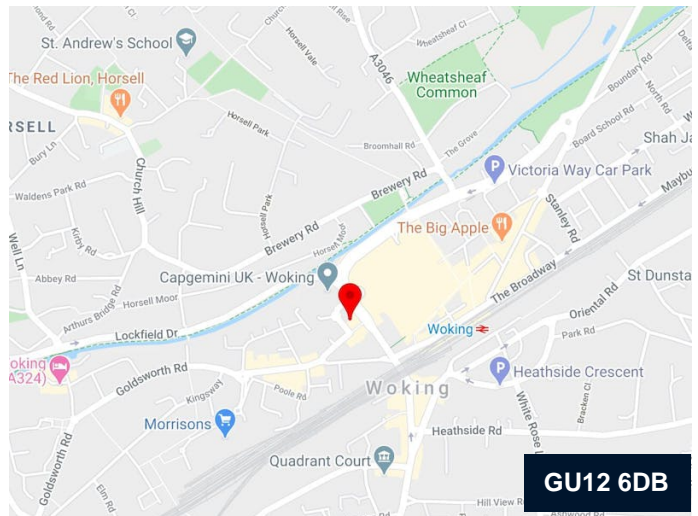 St. Andrew's School
Horsell
Vale
Rise
A3046
Wheatsheaf Cl
The Red Lion, Horsell
Wheatsheaf
Common
Boundary Rd
North Rd
Board School Rd
Horsell Park
Bury Ln
Church Hill
Broomhall Rd
The Grove
Shah Ja
Waldens Park Rd
Brewery Rd
Victoria Way Car Park
Maybu
Well Ln
Kirby Rd
Horsell Park
Brewery Rd
The Big Apple
Stanley Rd
Abbey Rd
Horsell Moor
Arthurs Bridge Rd
Capgemini UK - Woking
The Broadway
St Dunsta
Oriental Rd
Lockfield Dr
Woking
Park Rd
oking
A324)
Goldsworth Rd
Kingsway
Poole Rd
Woking
Heathside Crescent
Bracken Cl
Morrisons
White Rose L
Goldsworth Rd
Heathside Rd
Quadrant Court
Elm Rd
GU12 6DB
Hill View R